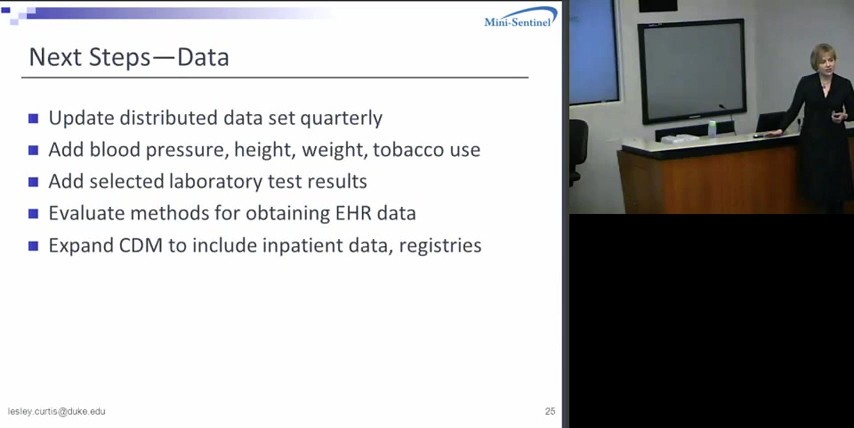 Mini-Sentinel
Next Steps—Data
Update distributed data set quarterly
Add blood pressure, height, weight, tobacco use
Add selected laboratory test results
Evaluate methods for obtaining EHR data
Expand CDM to include inpatient data, registries
lesley.curtis@duke.edu
25